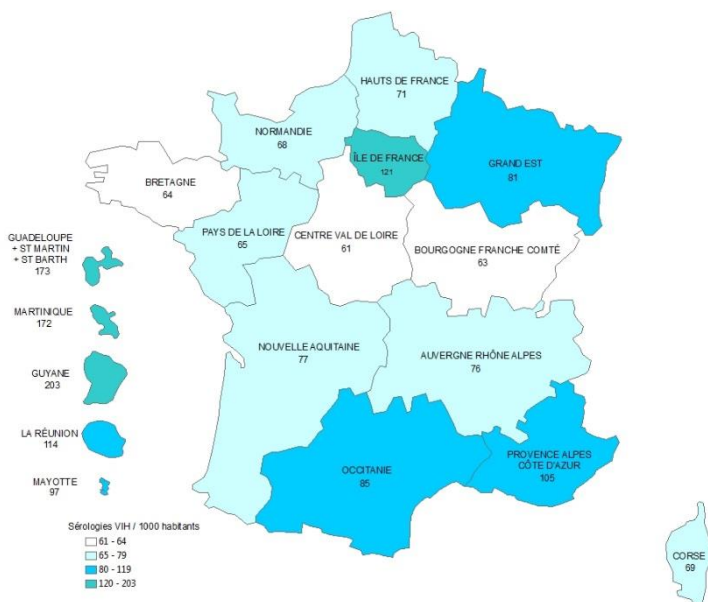 HAUTS DE FRANCE
71
NORMANDIE
68
ÎLE DE FRANCE
121
GRAND EST
81
BRETAGNE
64
PAYS DE LA LOIRE
65
CENTRE VAL DE LOIRE
61
BOURGOGNE FRANCHE COMTÉ
63
GUADELOUPE
+ ST MARTIN
+ ST BARTH
173
MARTINIQUE
172
GUYANE
203
LA RÉUNION
114
MAYOTTE
97
NOUVELLE AQUITAINE
77
AUVERGNE RHÔNE ALPES
76
OCCITANIE
85
PROVENCE ALPES
CÔTE D'AZUR
105
CORSE
69
Sérologies VIH / 1000 habitants
61 - 64
65 - 79
80 - 119
120 - 203